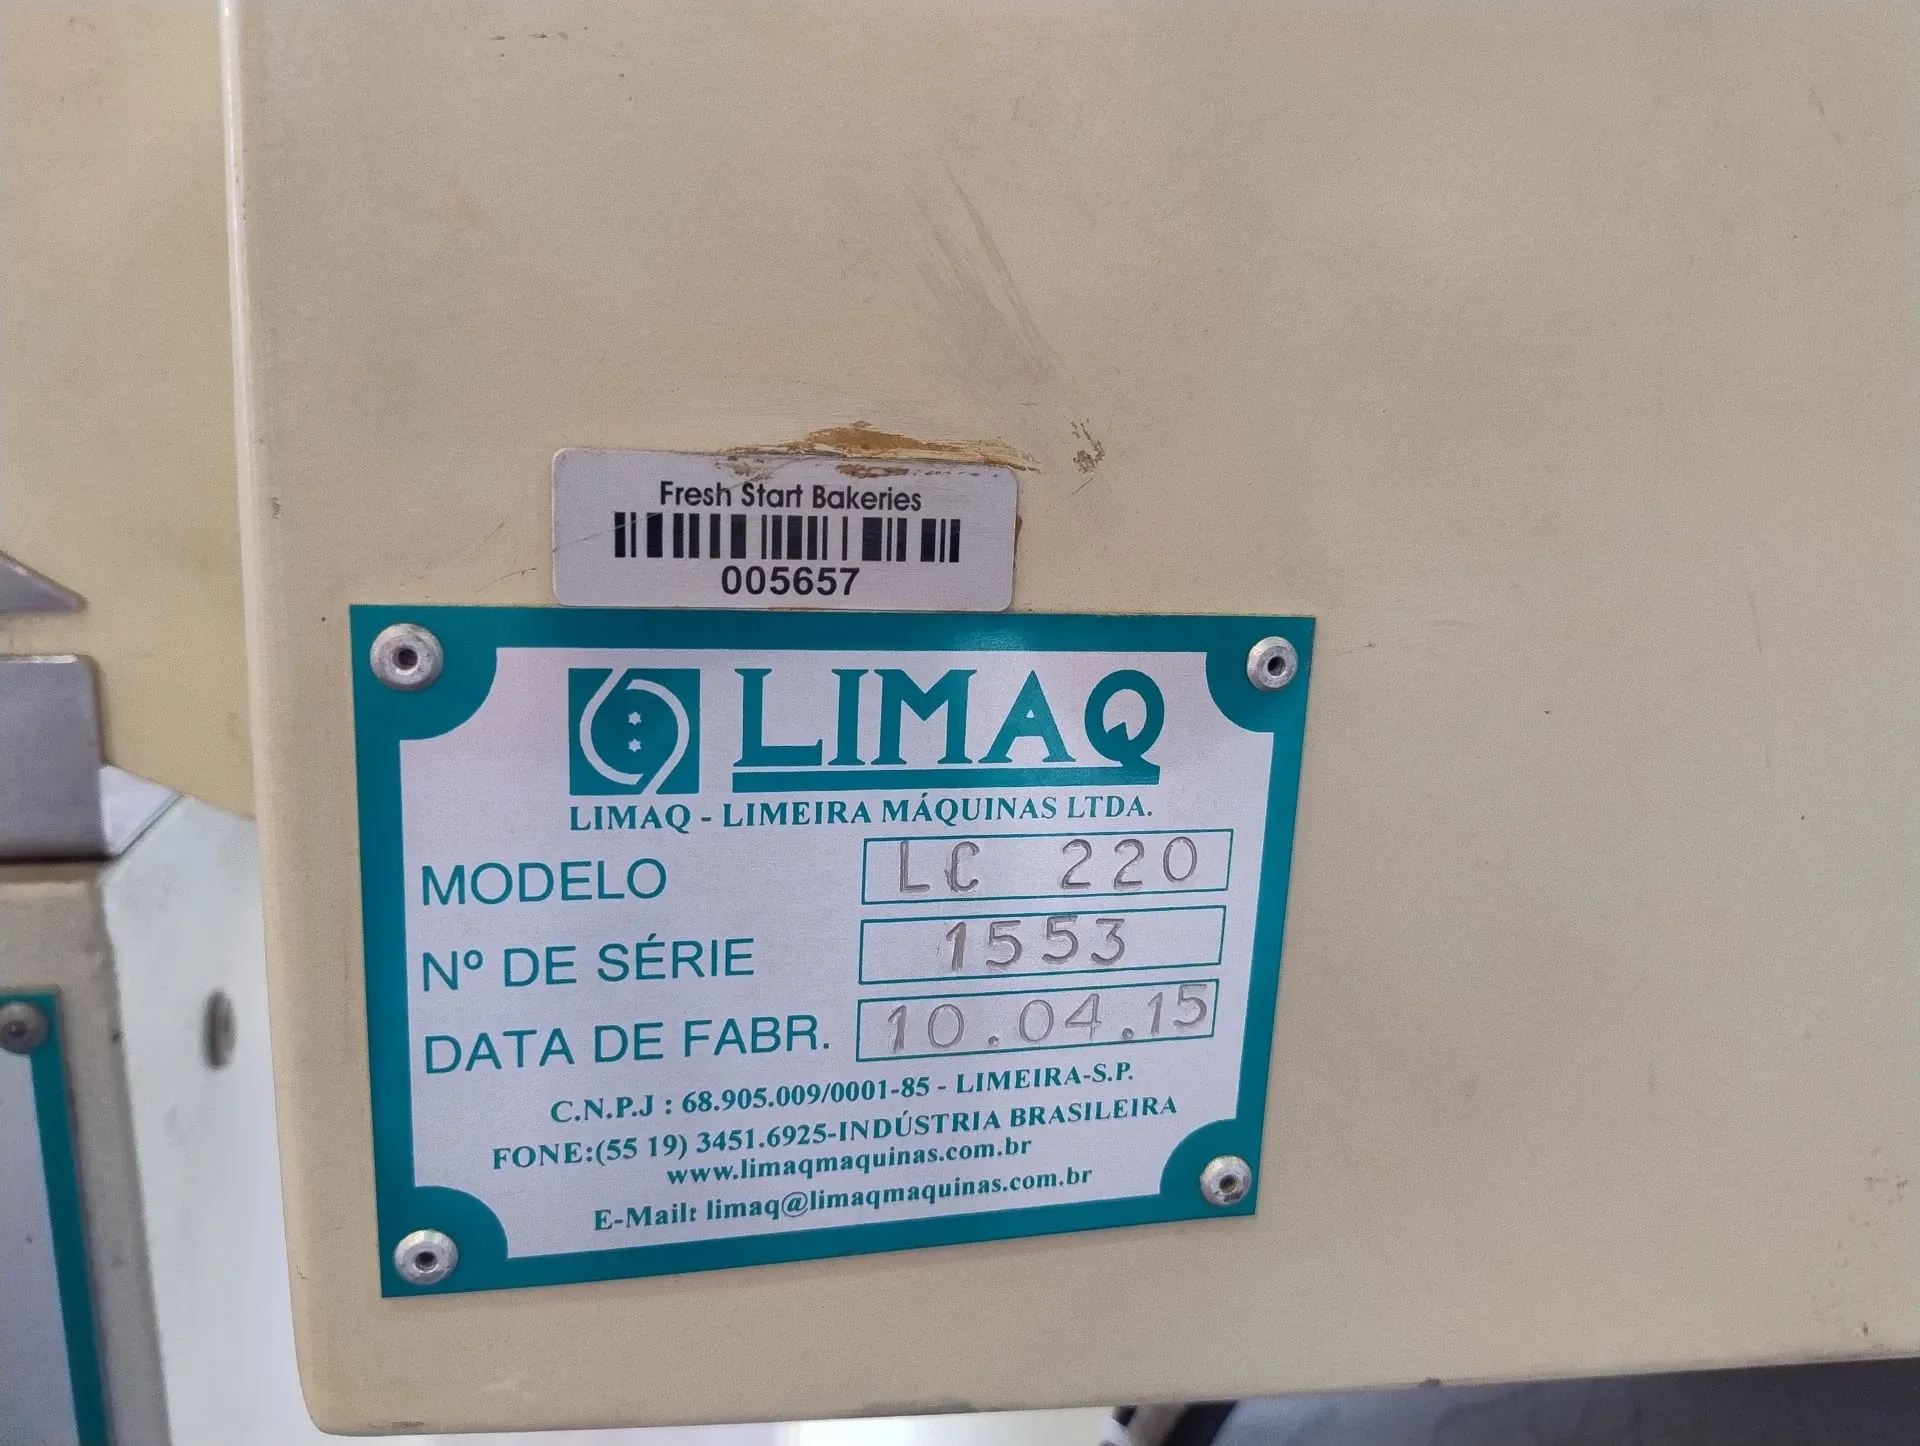 Fresh Start Bakeries
005657
LIMAQ
LIMAQ - LIMEIRA MÁQUINAS LTDA.
MODELO LC 220
Nº DE SÉRIE 1553
DATA DE FABR. 10.04.15
C.N.P.J : 68.905.009/0001-85 - LIMEIRA-S.P.
FONE:(55 19) 3451.6925-INDÚSTRIA BRASILEIRA
www.limaqmaquinas.com.br
E-Mail: limaq@limaqmaquinas.com.br